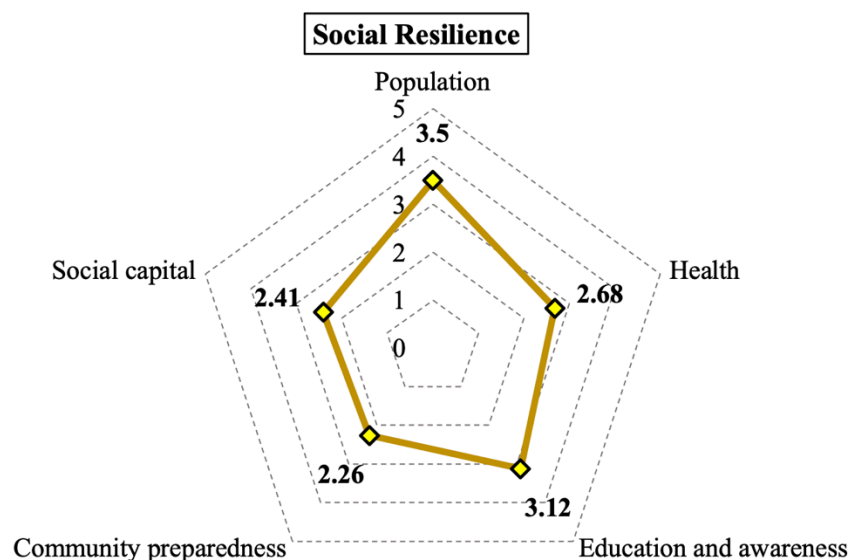 Social Resilience
Population
5
3.5
4
3
2
1
0
Social capital
Health
2.41
2.68
2.26
3.12
Community preparedness
Education and awareness